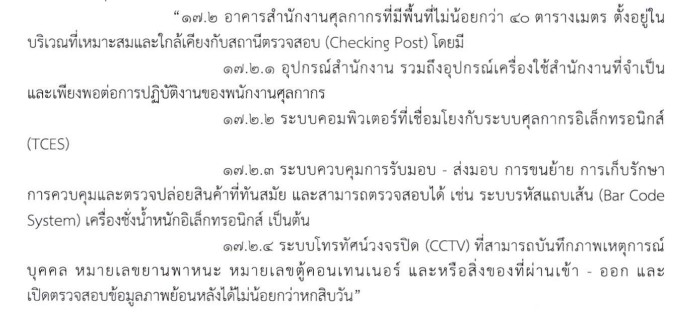 “๑๗.๒ อาคารสำนักงานศุลกากรที่มีพื้นที่ไม่น้อยกว่า ๔๐ ตารางเมตร ตั้งอยู่ใน
บริเวณที่เหมาะสมและใกล้เคียงกับสถานีตรวจสอบ (Checking Post) โดยมี
๑๗.๒.๑ อุปกรณ์สำนักงาน รวมถึงอุปกรณ์เครื่องใช้สำนักงานที่จำเป็น
และเพียงพอต่อการปฏิบัติงานของพนักงานศุลกากร
๑๗.๒.๒ ระบบคอมพิวเตอร์ที่เชื่อมโยงกับระบบศุลกากรอิเล็กทรอนิกส์
(TCES)
๑๗.๒.๓ ระบบควบคุมการรับมอบ - ส่งมอบ การขนย้าย การเก็บรักษา
การควบคุมและตรวจปล่อยสินค้าที่ทันสมัย และสามารถตรวจสอบได้ เช่น ระบบรหัสแถบเส้น (Bar Code
System) เครื่องชั่งน้ำหนักอิเล็กทรอนิกส์ เป็นต้น
๑๗.๒.๔ ระบบโทรทัศน์วงจรปิด (CCTV) ที่สามารถบันทึกภาพเหตุการณ์
บุคคล หมายเลขยานพาหนะ หมายเลขตู้คอนเทนเนอร์ และหรือสิ่งของที่ผ่านเข้า - ออก และ
เปิดตรวจสอบข้อมูลภาพย้อนหลังได้ไม่น้อยกว่าหกสิบวัน”